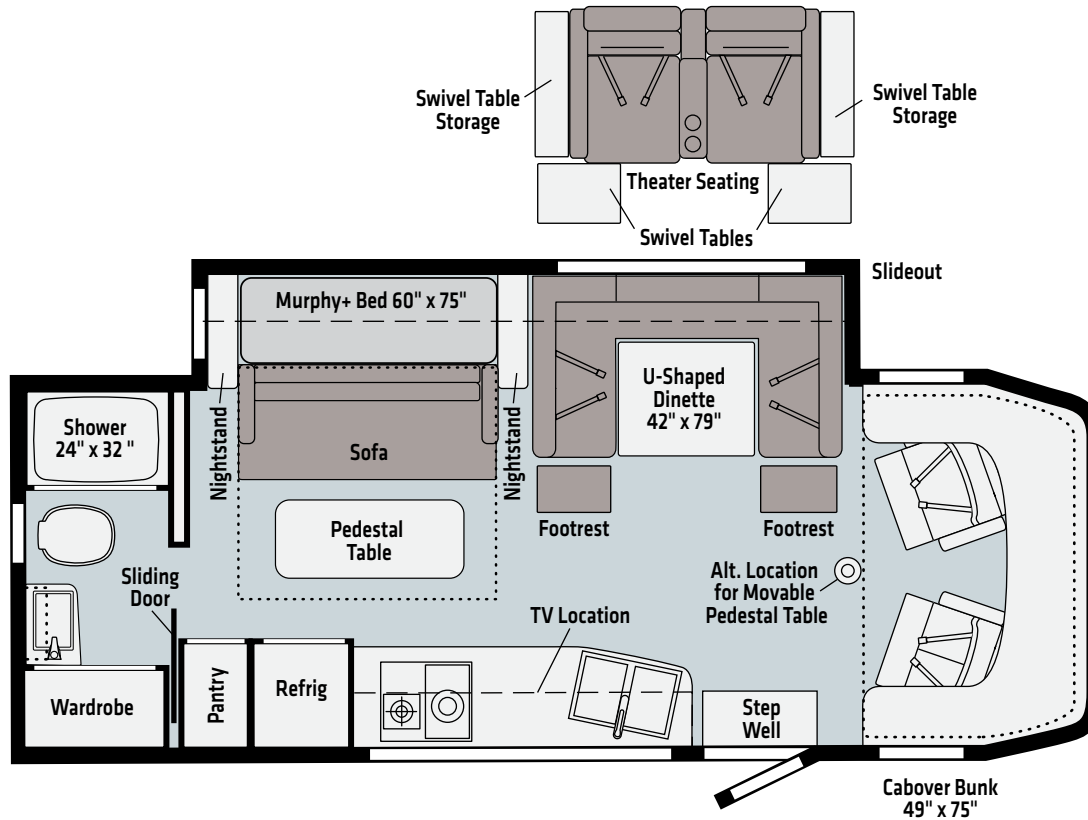 Swivel Table
Storage
Swivel Table
Storage
Theater Seating
Swivel Tables
Slideout
Murphy+ Bed 60" x 75"
U-Shaped
Dinette
42" x 79"
Shower
24" x 32 "
Nightstand
Sofa
Nightstand
Footrest
Footrest
Pedestal
Table
Sliding
Door
Alt. Location
for Movable
Pedestal Table
TV Location
Wardrobe
Pantry
Refrig
Step
Well
Cabover Bunk
49" x 75"